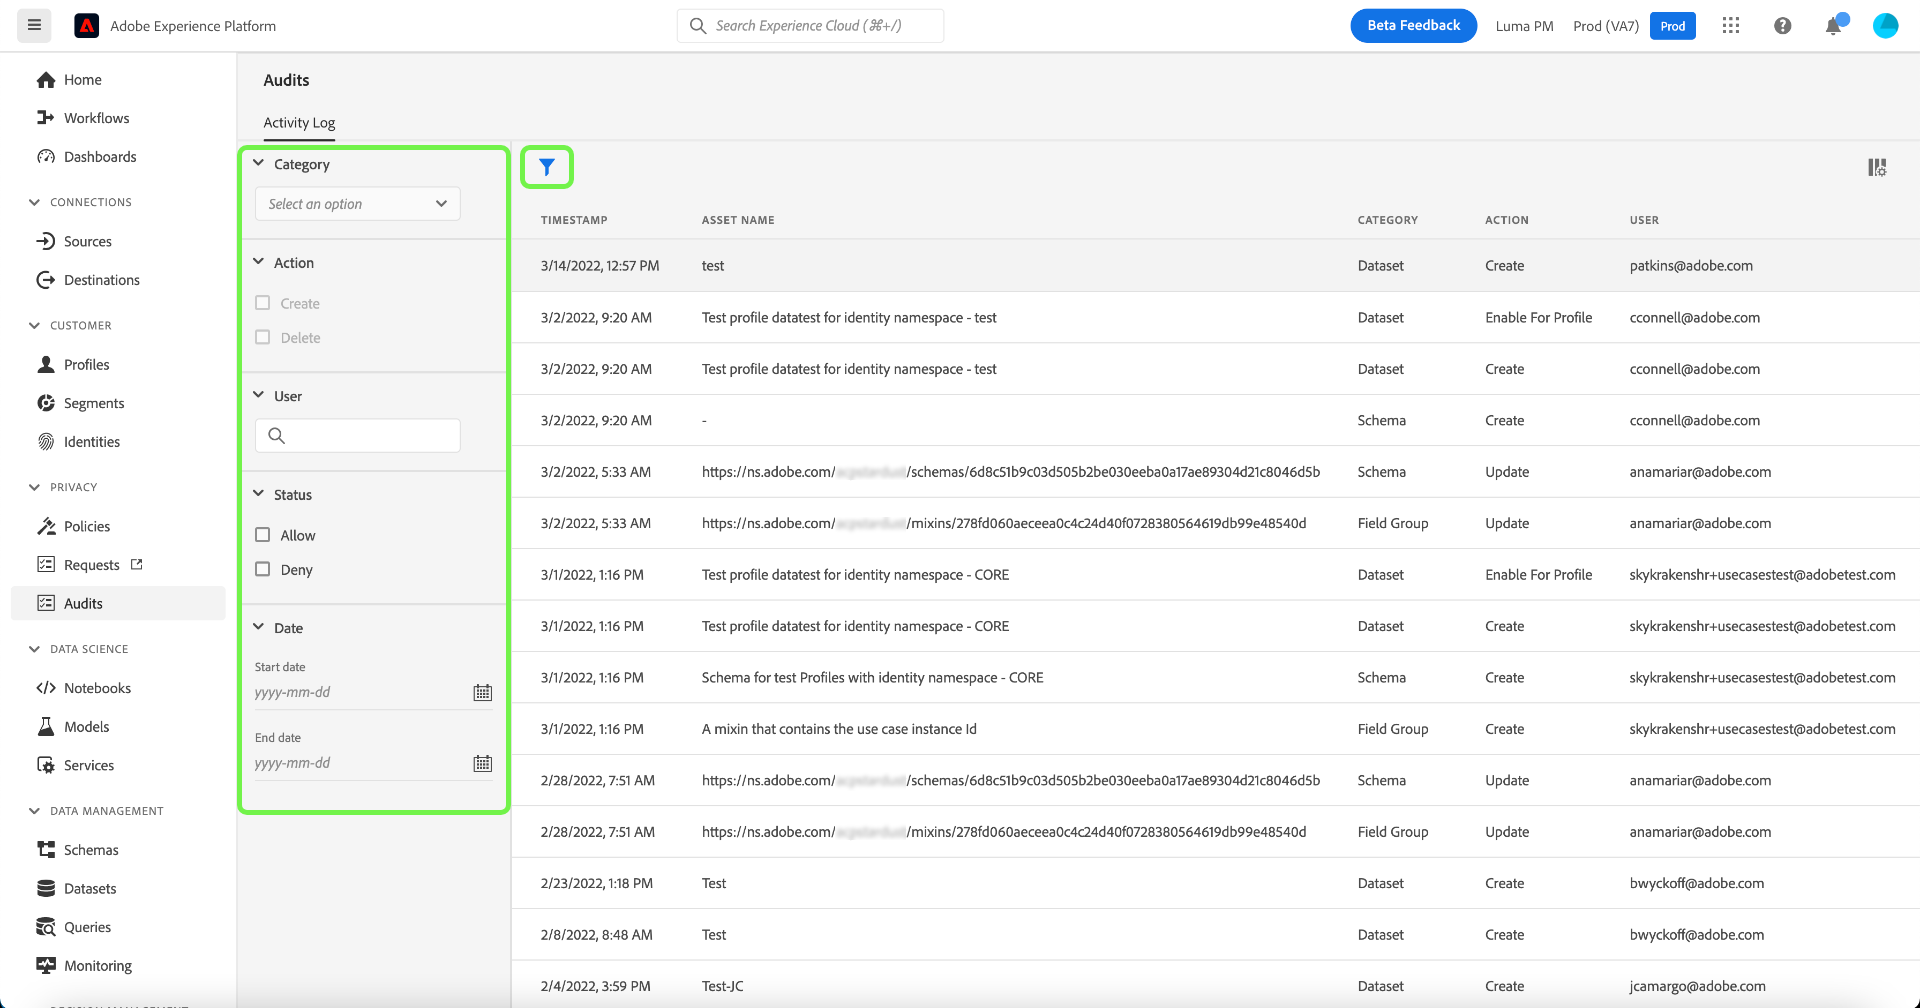 Adobe Experience Platform
Search Experience Cloud (⌘+/)
Beta Feedback
Luma PM
Prod (VA7)
Prod
Home
Workflows
Dashboards
CONNECTIONS
Sources
Destinations
CUSTOMER
Profiles
Segments
Identities
PRIVACY
Policies
Requests
Audits
DATA SCIENCE
Notebooks
Models
Services
DATA MANAGEMENT
Schemas
Datasets
Queries
Monitoring
DECISION MANAGEMENT
Audits
Activity Log
Category
Select an option
Action
Create
Delete
User
Status
Allow
Deny
Date
Start date
yyyy-mm-dd
End date
yyyy-mm-dd
TIMESTAMP ASSET NAME CATEGORY ACTION USER
3/14/2022, 12:57 PM test Dataset Create patkins@adobe.com
3/2/2022, 9:20 AM Test profile datatest for identity namespace - test Dataset Enable For Profile cconnell@adobe.com
3/2/2022, 9:20 AM Test profile datatest for identity namespace - test Dataset Create cconnell@adobe.com
3/2/2022, 9:20 AM - Schema Create cconnell@adobe.com
3/2/2022, 5:33 AM https://ns.adobe.com/ /schemas/6d8c51b9c03d505b2be030eeba0a17ae89304d21c8046d5b Schema Update anamariar@adobe.com
3/2/2022, 5:33 AM https://ns.adobe.com/ /mixins/278fd060aeceea0c4c24d40f0728380564619db99e48540d Field Group Update anamariar@adobe.com
3/1/2022, 1:16 PM Test profile datatest for identity namespace - CORE Dataset Enable For Profile skykrakenshr+usecasestest@adobetest.com
3/1/2022, 1:16 PM Test profile datatest for identity namespace - CORE Dataset Create skykrakenshr+usecasestest@adobetest.com
3/1/2022, 1:16 PM Schema for test Profiles with identity namespace - CORE Schema Create skykrakenshr+usecasestest@adobetest.com
3/1/2022, 1:16 PM A mixin that contains the use case instance Id Field Group Create skykrakenshr+usecasestest@adobetest.com
2/28/2022, 7:51 AM https://ns.adobe.com/ /schemas/6d8c51b9c03d505b2be030eeba0a17ae89304d21c8046d5b Schema Update anamariar@adobe.com
2/28/2022, 7:51 AM https://ns.adobe.com/ /mixins/278fd060aeceea0c4c24d40f0728380564619db99e48540d Field Group Update anamariar@adobe.com
2/23/2022, 1:18 PM Test Dataset Create bwyckoff@adobe.com
2/8/2022, 8:48 AM Test Dataset Create bwyckoff@adobe.com
2/4/2022, 3:59 PM Test-JC Dataset Create jcamargo@adobe.com